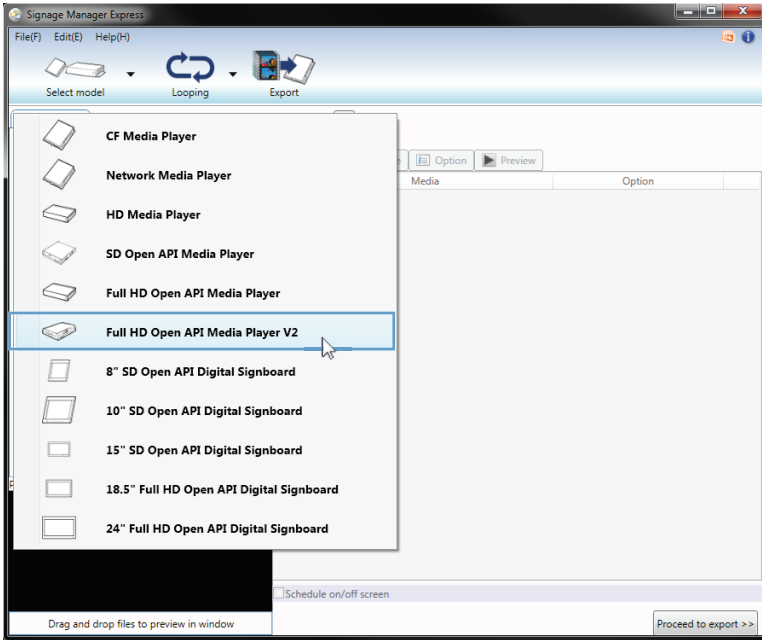 Signage Manager Express
File(F) Edit(E) Help(H)
Select model Looping Export
CF Media Player
Network Media Player
HD Media Player
SD Open API Media Player
Full HD Open API Media Player
Full HD Open API Media Player V2
8" SD Open API Digital Signboard
10" SD Open API Digital Signboard
15" SD Open API Digital Signboard
18.5" Full HD Open API Digital Signboard
24" Full HD Open API Digital Signboard
Option Preview
Media Option
Schedule on/off screen
Drag and drop files to preview in window
Proceed to export >>